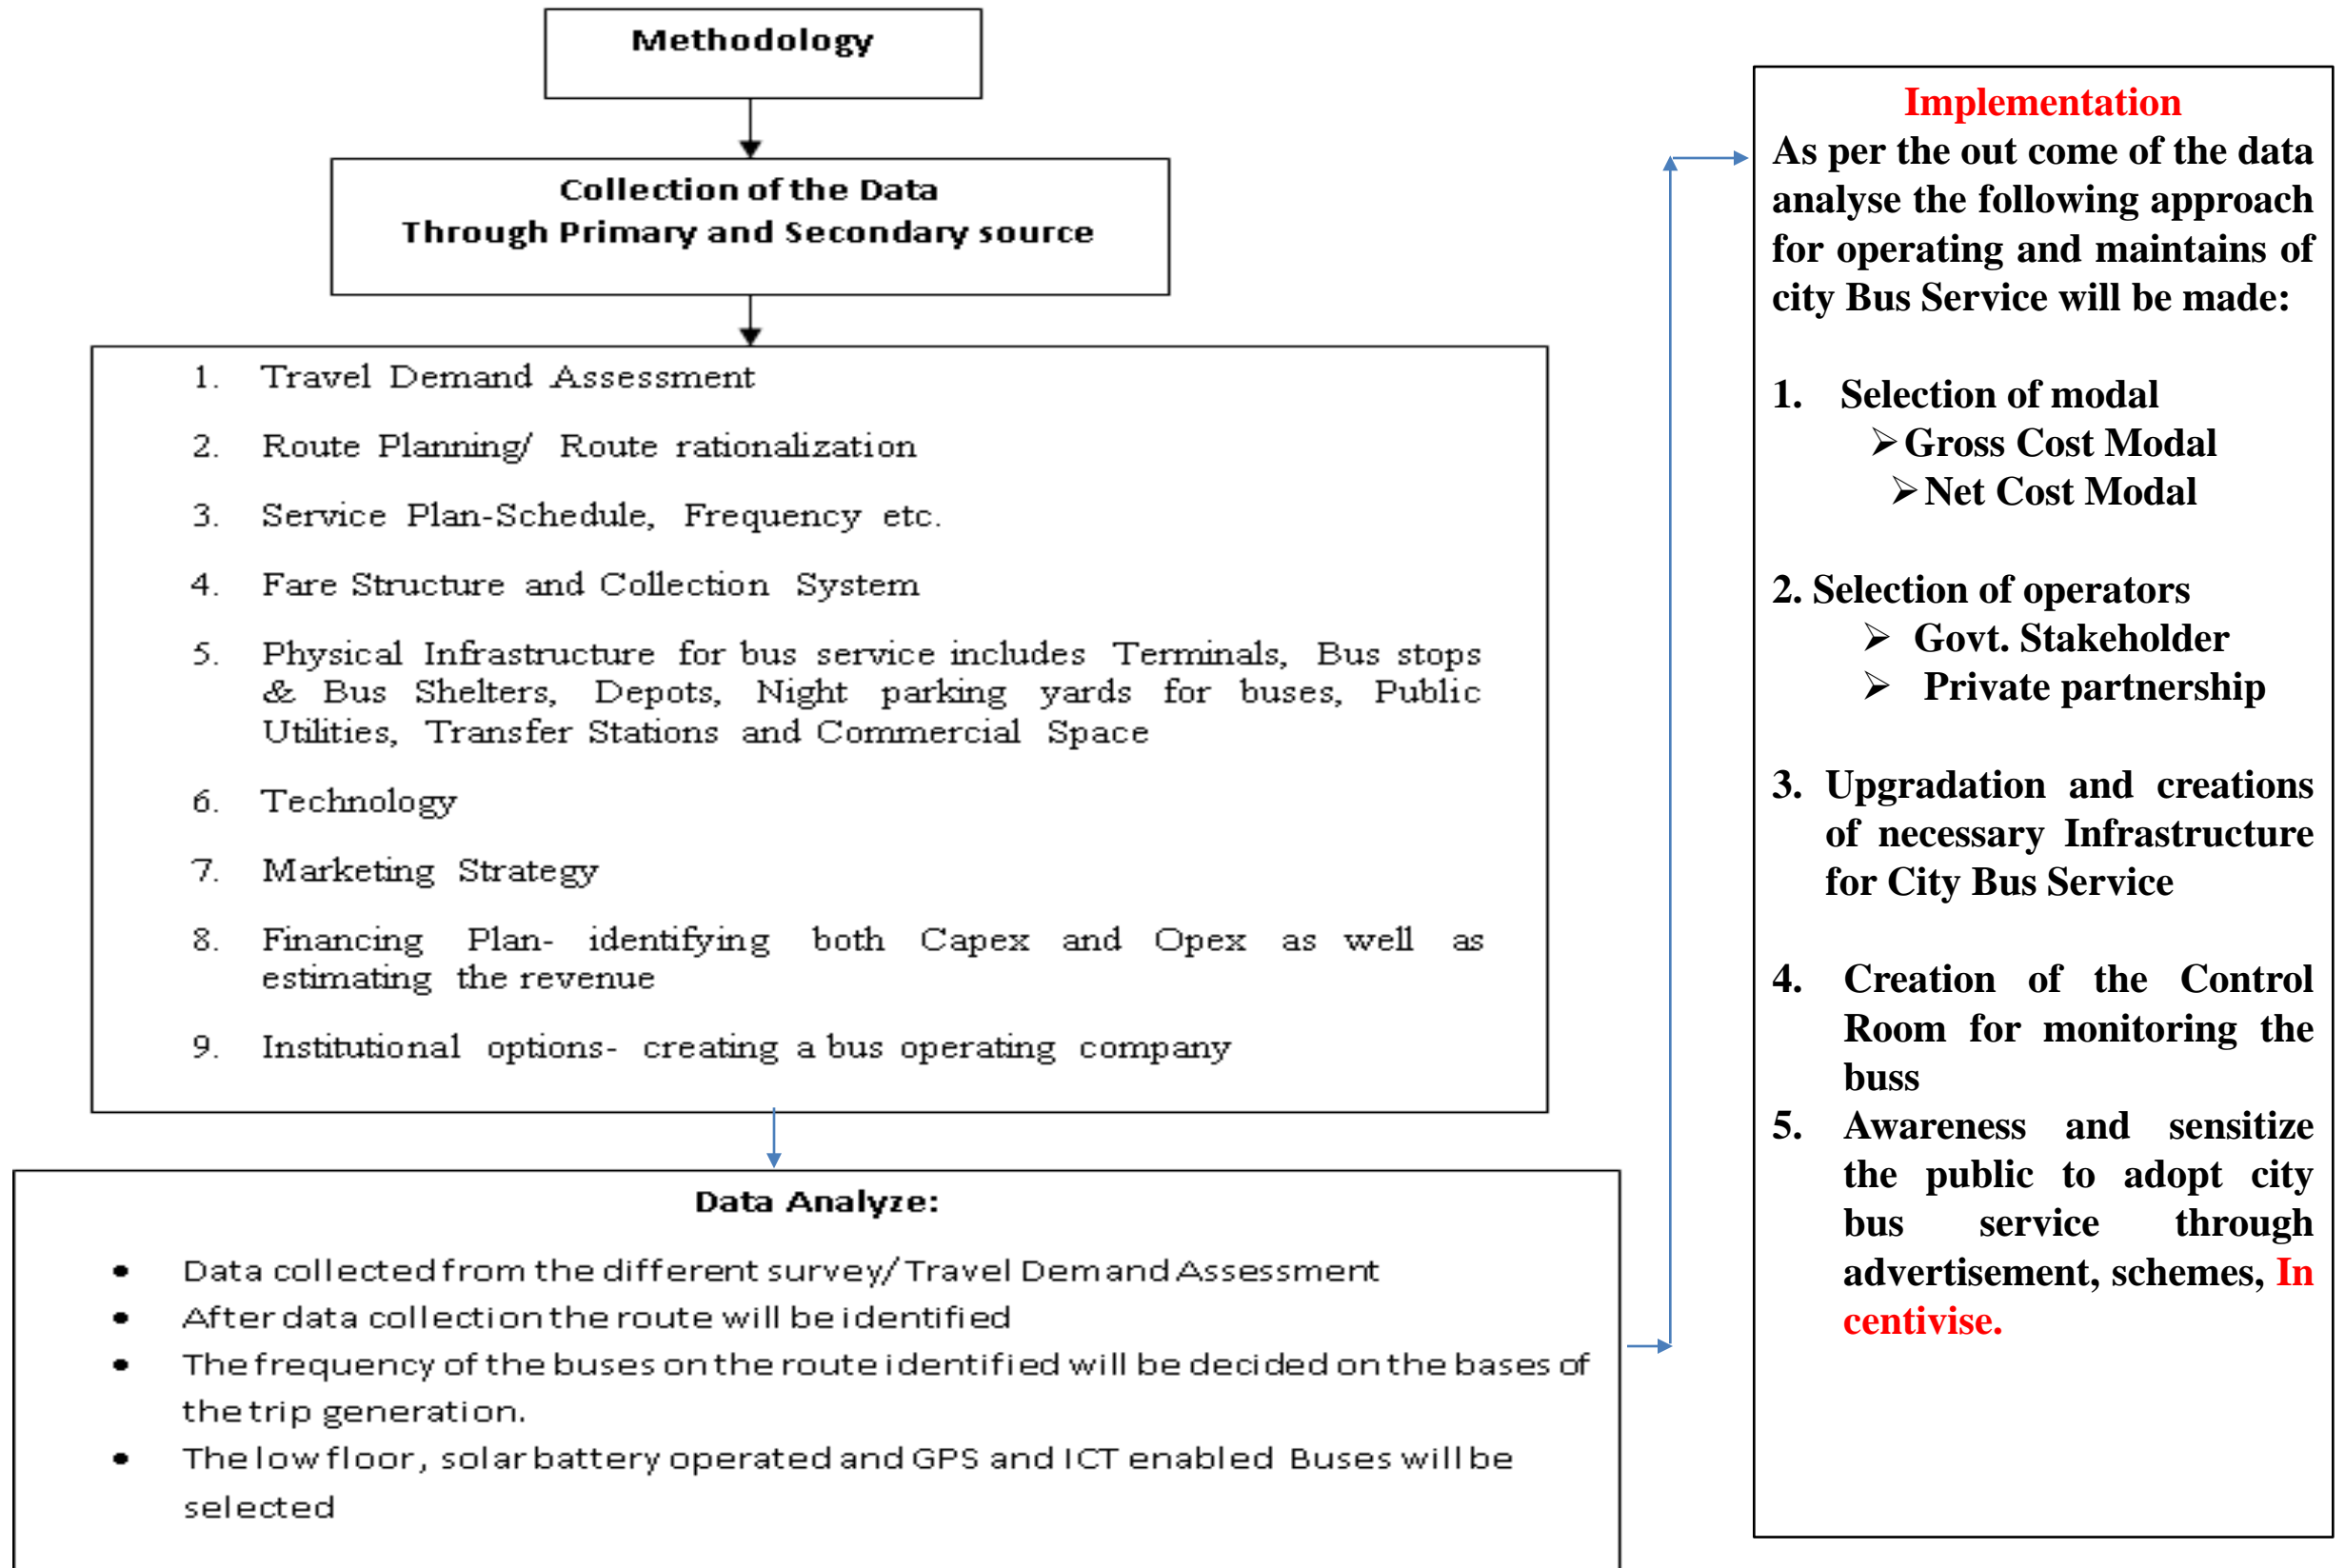 Methodology
Collection of the Data
Through Primary and Secondary source
1. Travel Demand Assessment
2. Route Planning/ Route rationalization
3. Service Plan-Schedule, Frequency etc.
4. Fare Structure and Collection System
5. Physical Infrastructure for bus service includes Terminals, Bus stops
& Bus Shelters, Depots, Night parking yards for buses, Public
Utilities, Transfer Stations and Commercial Space
6. Technology
7. Marketing Strategy
8. Financing Plan- identifying both Capex and Opex as well as
estimating the revenue
9. Institutional options- creating a bus operating company
Data Analyze:
• Data collected from the different survey/Travel Demand Assessment
• After data collection the route will be identified
• The frequency of the buses on the route identified will be decided on the bases of
the trip generation.
• The low floor, solar battery operated and GPS and ICT enabled Buses will be
selected
Implementation
As per the out come of the data
analyse the following approach
for operating and maintains of
city Bus Service will be made:
1. Selection of modal
➢ Gross Cost Modal
➢ Net Cost Modal
2. Selection of operators
➢ Govt. Stakeholder
➢ Private partnership
3. Upgradation and creations
of necessary Infrastructure
for City Bus Service
4. Creation of the Control
Room for monitoring the
buss
5. Awareness and sensitize
the public to adopt city
bus service through
advertisement, schemes, In
centivise.